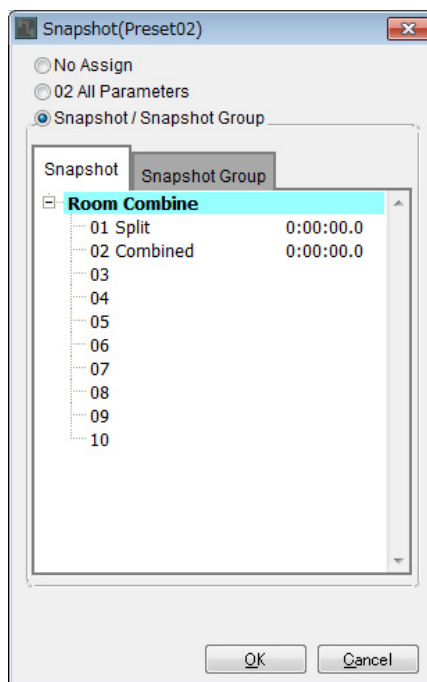 Snapshot(Preset02)
No Assign
02 All Parameters
Snapshot / Snapshot Group
Snapshot Snapshot Group
Room Combine
01 Split 0:00:00.0
02 Combined 0:00:00.0
03
04
05
06
07
08
09
10
OK Cancel